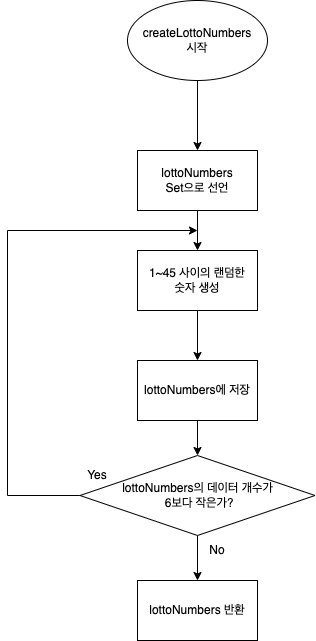 createLottoNumbers
시작
lottoNumbers
Set으로 선언
1~45 사이의 랜덤한
숫자 생성
lottoNumbers에 저장
Yes
lottoNumbers의 데이터 개수가
6보다 작은가?
No
lottoNumbers 반환